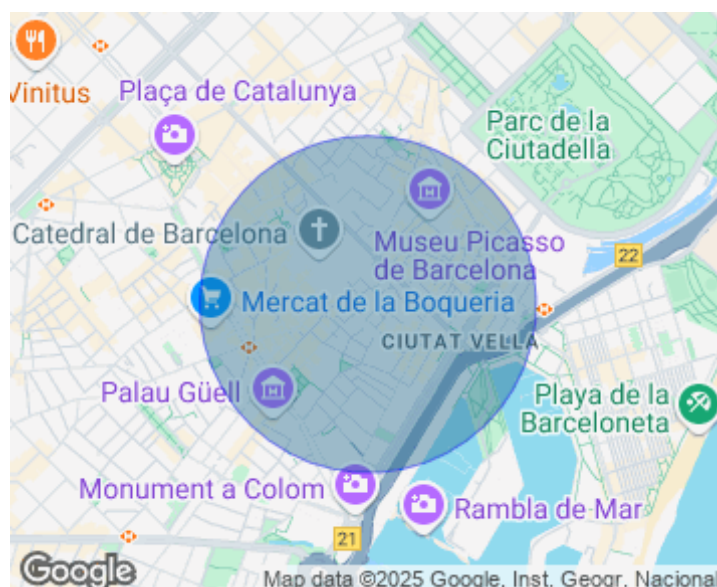 Vinitus
Plaça de Catalunya
Parc de la
Ciutadella
Catedral de Barcelona
Museu Picasso
de Barcelona
22
Mercat de la Boqueria
CIUTAT VELLA
Palau Güell
Playa de la
Barceloneta
Monument a Colom
Rambla de Mar
21
Google
Map data ©2025 Google, Inst. Geogr. Nacional